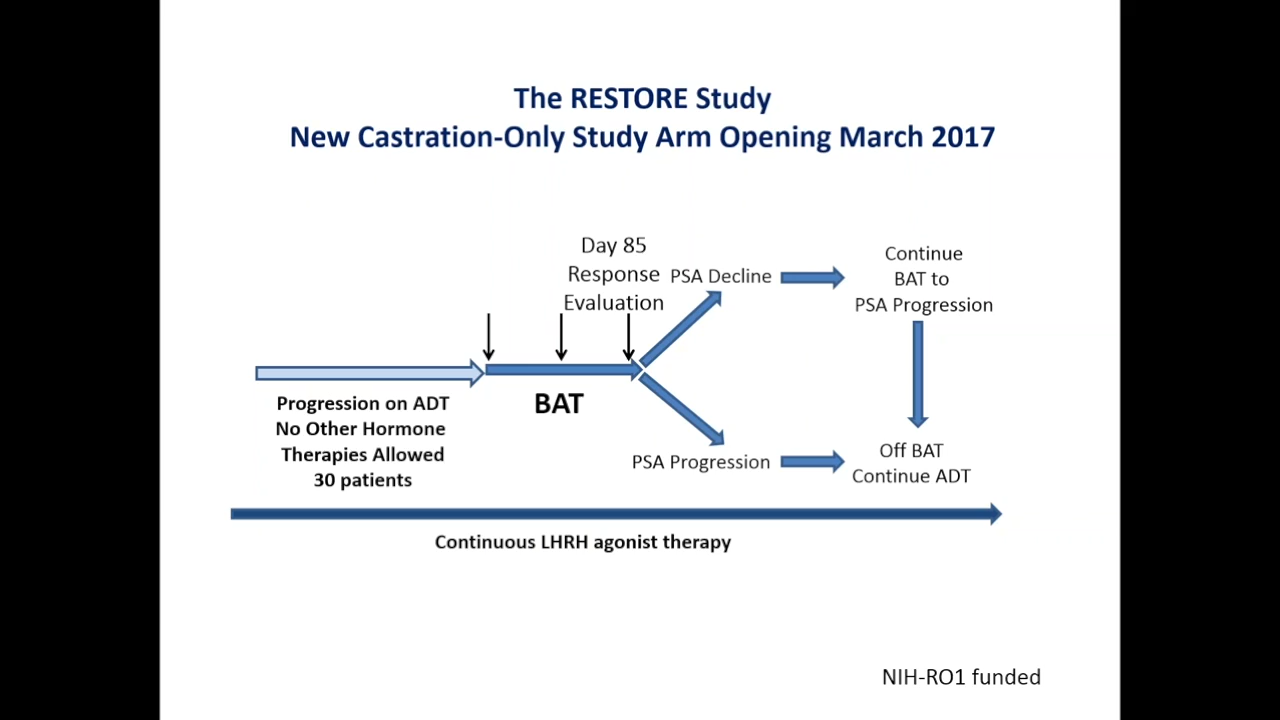 The RESTORE Study
New Castration-Only Study Arm Opening March 2017
Day 85
Response
Evaluation
PSA Decline
Continue
BAT to
PSA Progression
Progression on ADT
No Other Hormone
Therapies Allowed
30 patients
BAT
PSA Progression
Off BAT
Continue ADT
Continuous LHRH agonist therapy
NIH-RO1 funded